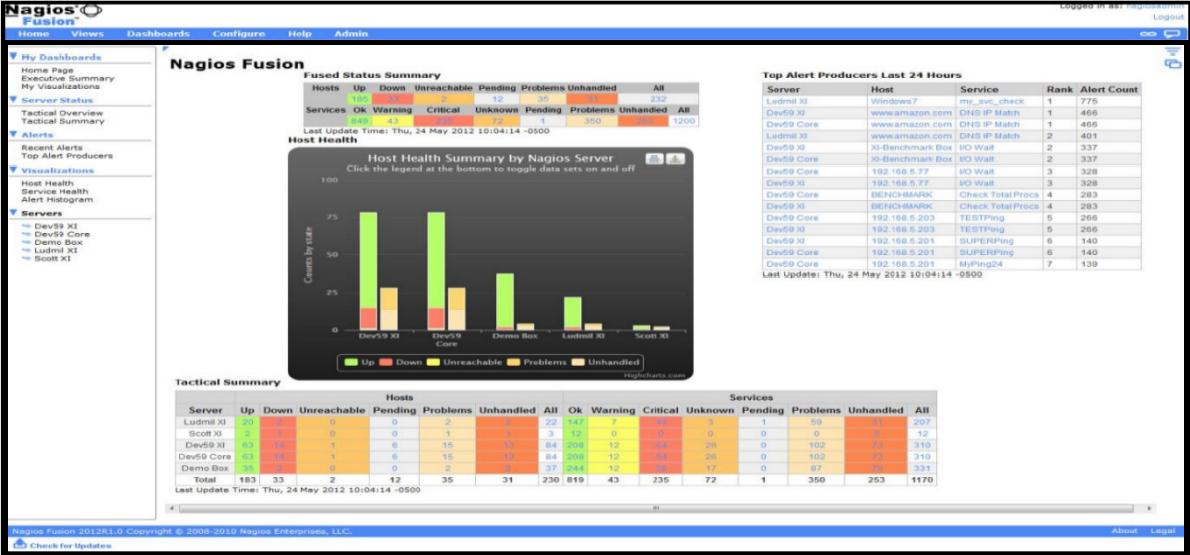 Nagios®
Fusion™
Logged in as: nagiosadmin
Logout
Home Views Dashboards Configure Help Admin
My Dashboards
Home Page
Executive Summary
My Visualizations
Server Status
Tactical Overview
Tactical Summary
Alerts
Recent Alerts
Top Alert Producers
Visualizations
Host Health
Service Health
Alert Histogram
Servers
Dev59 XI
Dev59 Core
Demo Box
Ludmil XI
Scott XI
Nagios Fusion
Fused Status Summary
Hosts Up Down Unreachable Pending Problems Unhandled All
185 33 2 12 35 31 232
Services Ok Warning Critical Unknown Pending Problems Unhandled All
849 43 235 72 1 350 253 1200
Last Update Time: Thu, 24 May 2012 10:04:14 -0500
Host Health
Host Health Summary by Nagios Server
Click the legend at the bottom to toggle data sets on and off
Counts by state
100
75
50
25
0
Dev59 XI Dev59 Core Demo Box Ludmil XI Scott XI
Up Down Unreachable Problems Unhandled
Highcharts.com
Top Alert Producers Last 24 Hours
Server Host Service Rank Alert Count
Ludmil XI Windows7 my_svc_check 1 775
Dev59 XI www.amazon.com DNS IP Match 1 466
Dev59 Core www.amazon.com DNS IP Match 1 466
Ludmil XI www.amazon.com DNS IP Match 2 401
Dev59 XI XI-Benchmark Box I/O Wait 2 337
Dev59 Core XI-Benchmark Box I/O Wait 2 337
Dev59 Core 192.168.5.77 I/O Wait 3 328
Dev59 XI 192.168.5.77 I/O Wait 3 328
Dev59 Core BENCHMARK Check Total Procs 4 283
Dev59 XI BENCHMARK Check Total Procs 4 283
Dev59 Core 192.168.5.203 TESTPing 5 266
Dev59 XI 192.168.5.203 TESTPing 5 266
Dev59 XI 192.168.5.201 SUPERPing 6 140
Dev59 Core 192.168.5.201 SUPERPing 6 140
Dev59 Core 192.168.5.201 MyPing24 7 139
Last Update: Thu, 24 May 2012 10:04:14 -0500
Tactical Summary
Hosts Services
Server Up Down Unreachable Pending Problems Unhandled All Ok Warning Critical Unknown Pending Problems Unhandled All
Ludmil XI 20 2 0 0 2 2 22 147 7 49 3 1 59 31 207
Scott XI 2 1 0 0 1 3 12 0 0 0 0 0 0 12
Dev59 XI 63 14 1 6 15 13 84 208 12 64 26 0 102 73 310
Dev59 Core 63 14 1 6 15 13 84 208 12 64 26 0 102 73 310
Demo Box 35 2 0 0 2 37 244 12 58 17 0 87 331
Total 183 33 2 12 35 31 230 819 43 235 72 1 350 253 1170
Last Update Time: Thu, 24 May 2012 10:04:14 -0500
Nagios Fusion 2012R1.0 Copyright © 2008-2010 Nagios Enterprises, LLC.
About Legal
Check for Updates